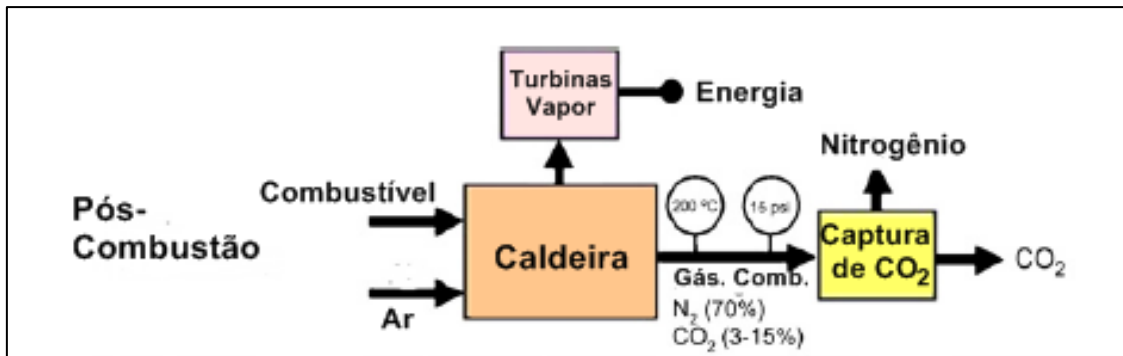 Turbinas
Vapor
Energia
Nitrogênio
Pós-
Combustão
Combustível
Ar
Caldeira
200 ºC
15 psi
Gás. Comb.
N₂ (70%)
CO₂ (3-15%)
Captura
de CO₂
CO₂